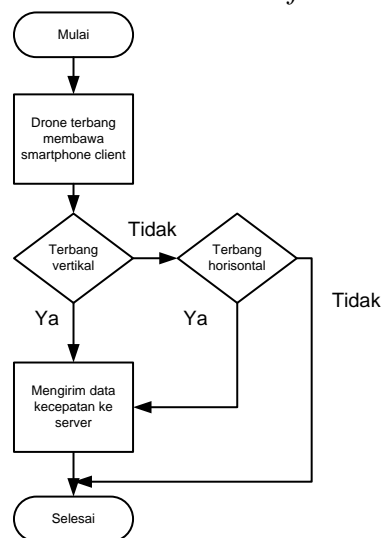 Mulai
Drone terbang
membawa
smartphone client
Terbang
vertikal
Tidak
Terbang
horisontal
Tidak
Ya
Ya
Mengirim data
kecepatan ke
server
Selesai